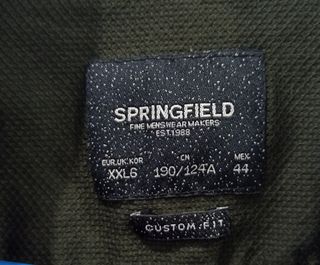 SPRINGFIELD
FINE MENSWEAR MAKERS
EST.1988
EUR.UK.KOR CN MEX
XXL6 190/124A 44
CUSTOM.FIT